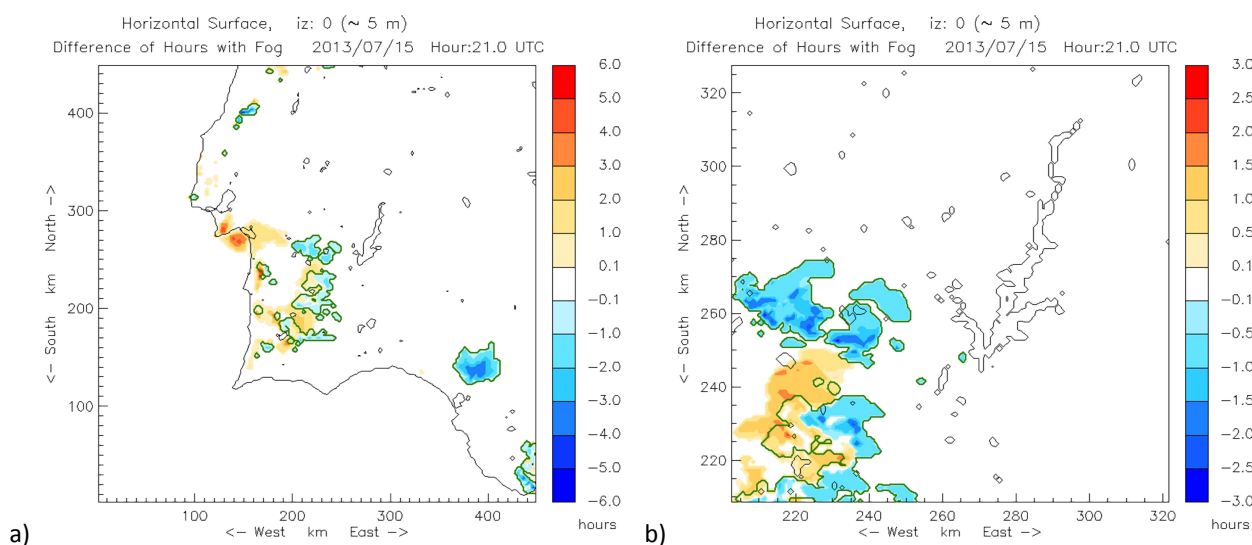 Horizontal Surface, iz: 0 (~ 5 m)
Difference of Hours with Fog 2013/07/15 Hour:21.0 UTC
400
300
200
100
<- South km North ->
100 200 300 400
<- West km East ->
6.0
5.0
4.0
3.0
2.0
1.0
0.1
-0.1
-1.0
-2.0
-3.0
-4.0
-5.0
-6.0
hours
a)
Horizontal Surface, iz: 0 (~ 5 m)
Difference of Hours with Fog 2013/07/15 Hour:21.0 UTC
320
300
280
260
240
220
<- South km North ->
220 240 260 280 300 320
<- West km East ->
3.0
2.5
2.0
1.5
1.0
0.5
0.1
-0.1
-0.5
-1.0
-1.5
-2.0
-2.5
-3.0
hours
b)